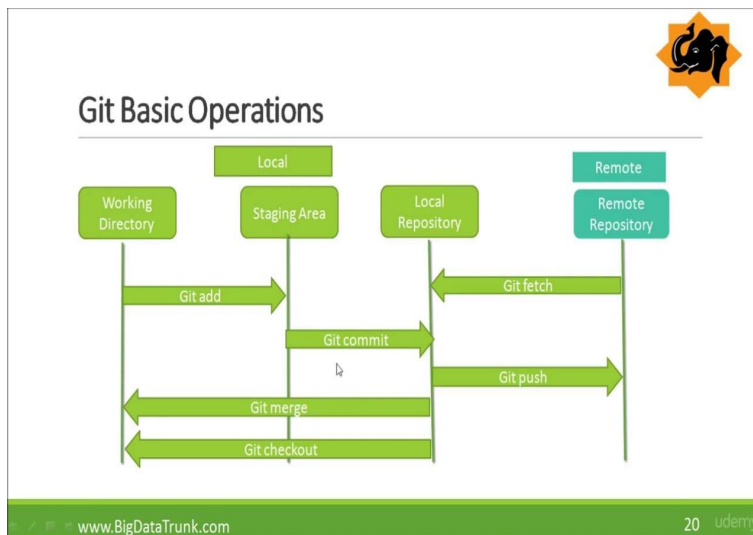 Git Basic Operations
Local
Remote
Working
Directory
Staging Area
Local
Repository
Remote
Repository
Git add
Git fetch
Git commit
Git push
Git merge
Git checkout
www.BigDataTrunk.com
20
udemy